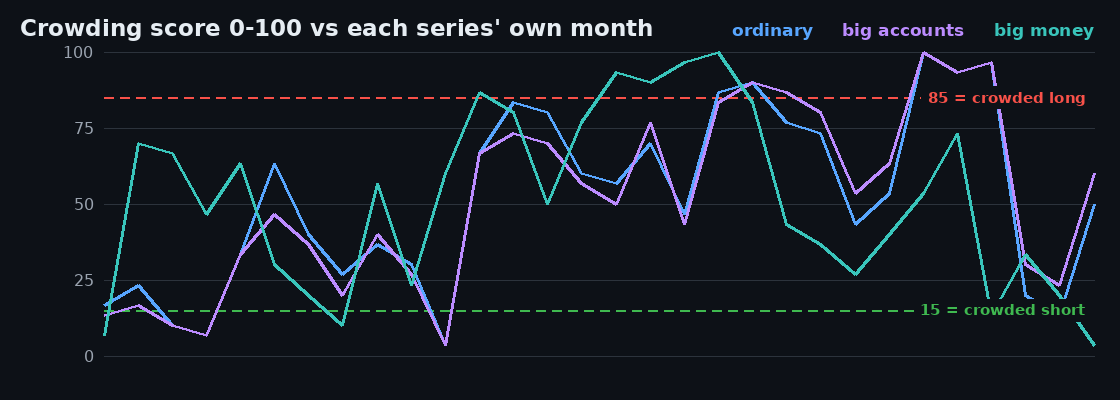 Crowding score 0-100 vs each series' own month
ordinary big accounts big money
100
85 = crowded long
75
50
25
15 = crowded short
0